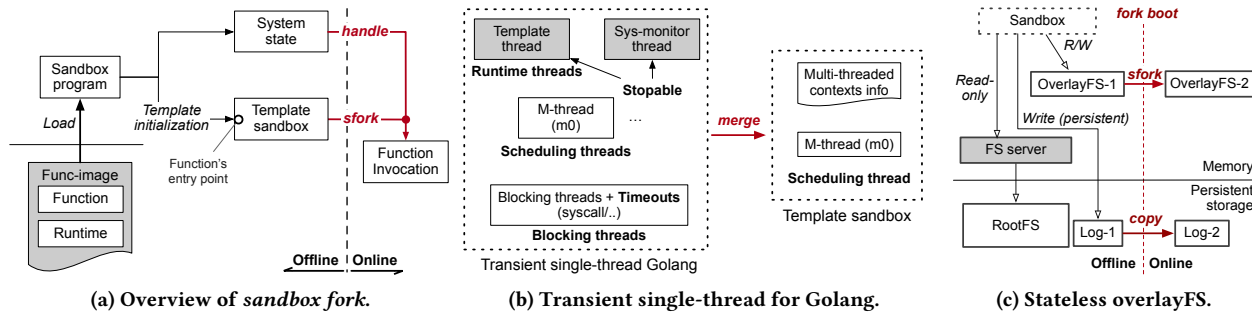 System
state
handle
Sandbox
program
Load
Template
initialization
Template
sandbox
sfork
Function's
entry point
Function
Invocation
Func-image
Function
Runtime
Offline
Online
(a) Overview of sandbox fork.
Template
thread
Sys-monitor
thread
Runtime threads
Stopable
M-thread
(m0)
...
Scheduling threads
Blocking threads + Timeouts
(syscall/..)
Blocking threads
Transient single-thread Golang
merge
Multi-threaded
contexts info
M-thread (m0)
Scheduling thread
Template sandbox
(b) Transient single-thread for Golang.
Sandbox
fork boot
R/W
Read-
only
OverlayFS-1
sfork
OverlayFS-2
Write (persistent)
FS server
Memory
Persistent
storage
RootFS
Log-1
copy
Log-2
Offline
Online
(c) Stateless overlayFS.